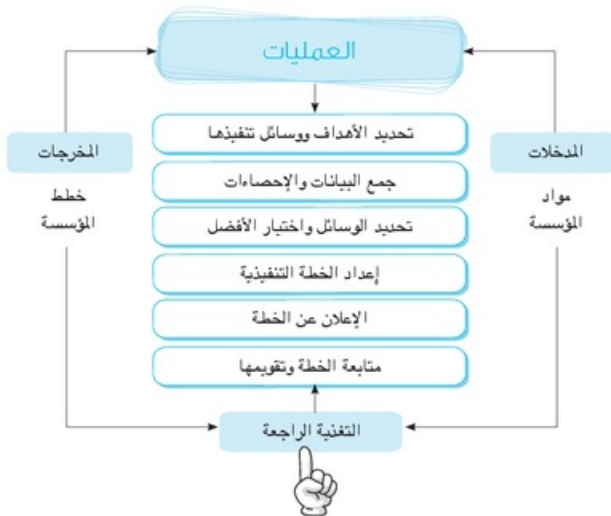 العمليات
المدخلات
مواد
المؤسسة
تحديد الأهداف ووسائل تنفيذها
جمع البيانات والإحصاءات
تحديد الوسائل واختبار الأفضل
إعداد الخطة التنفيذية
الإعلان عن الخطة
متابعة الخطة وتقويمها
المخرجات
خطط
المؤسسة
التغذية الراجعة